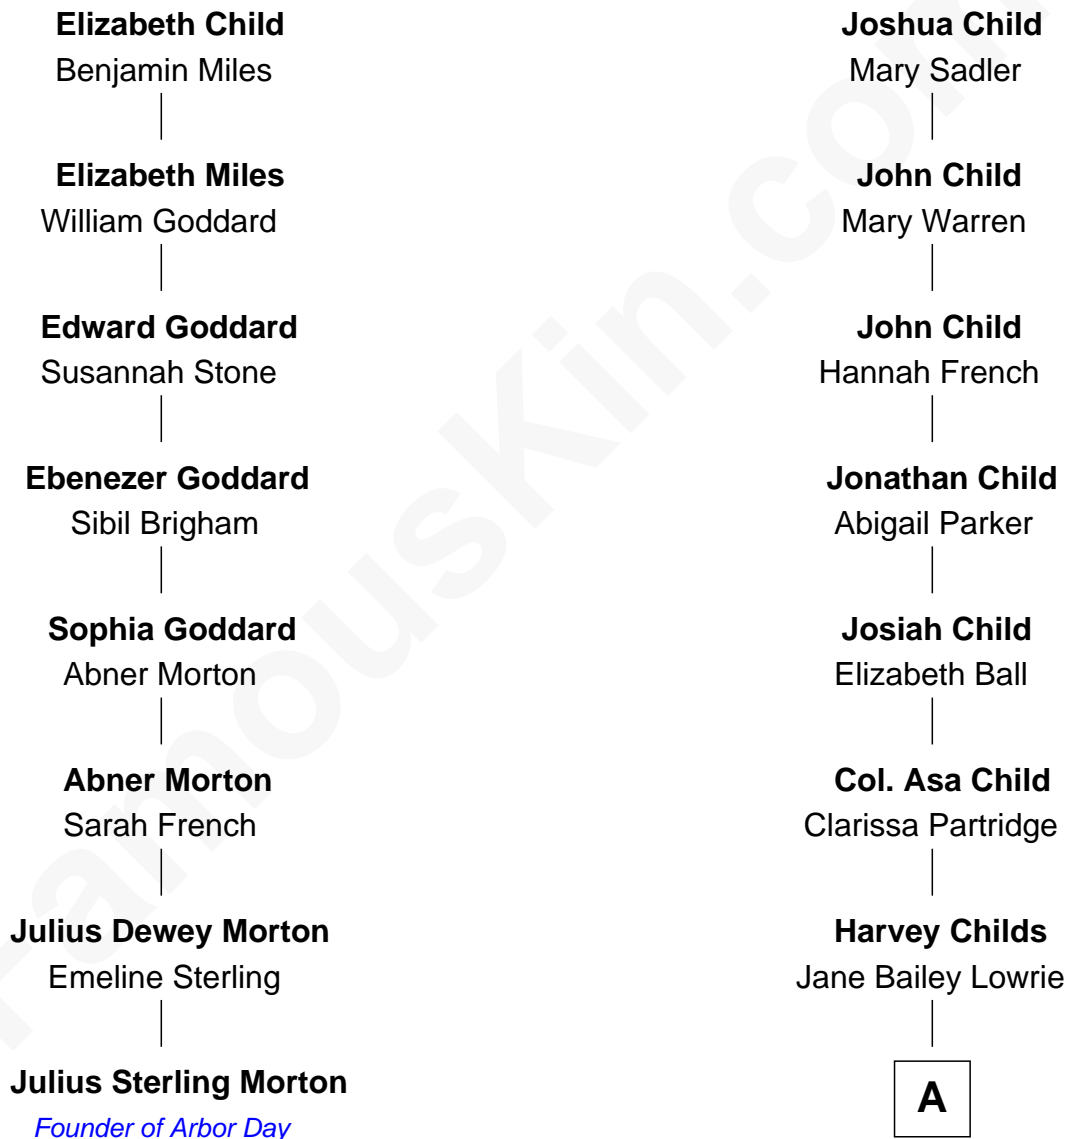 Elizabeth Child
Benjamin Miles
Elizabeth Miles
William Goddard
Edward Goddard
Susannah Stone
Ebenezer Goddard
Sibil Brigham
Sophia Goddard
Abner Morton
Abner Morton
Sarah French
Julius Dewey Morton
Emeline Sterling
Julius Sterling Morton
Founder of Arbor Day
Joshua Child
Mary Sadler
John Child
Mary Warren
John Child
Hannah French
Jonathan Child
Abigail Parker
Josiah Child
Elizabeth Ball
Col. Asa Child
Clarissa Partridge
Harvey Childs
Jane Bailey Lowrie
A
FamousKin.com